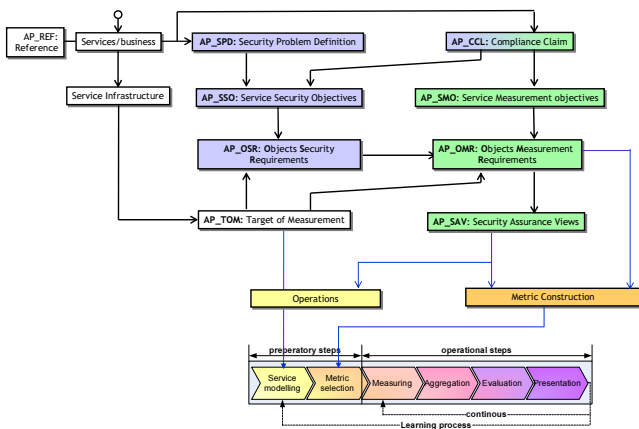 AP_REF:
Reference
Services/business
AP_SPD: Security Problem Definition
AP_CCL: Compliance Claim
Service Infrastructure
AP_SSO: Service Security Objectives
AP_SMO: Service Measurement objectives
AP_OSR: Objects Security
Requirements
AP_OMR: Objects Measurement
Requirements
AP_TOM: Target of Measurement
AP_SAV: Security Assurance Views
Operations
Metric Construction
preperatory steps
operational steps
Service
modelling
Metric
selection
Measuring
Aggregation
Evaluation
Presentation
continous
Learning process